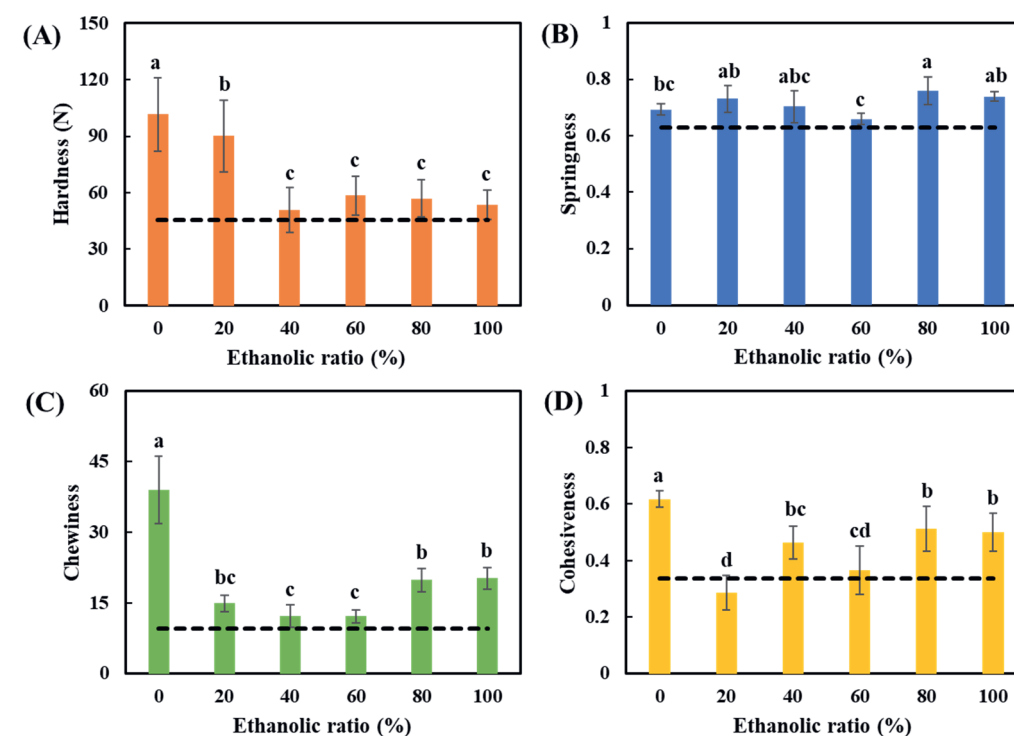 (A)
150
120
90
60
30
0
Hardness (N)
a
b
c
c
c
c
0 20 40 60 80 100
Ethanolic ratio (%)
(B)
1
0.8
0.6
0.4
0.2
0
Springness
bc
ab
abc
c
a
ab
0 20 40 60 80 100
Ethanolic ratio (%)
(C)
60
45
30
15
0
Chewiness
a
bc
c
c
b
b
0 20 40 60 80 100
Ethanolic ratio (%)
(D)
1
0.8
0.6
0.4
0.2
0
Cohesiveness
a
d
bc
cd
b
b
0 20 40 60 80 100
Ethanolic ratio (%)